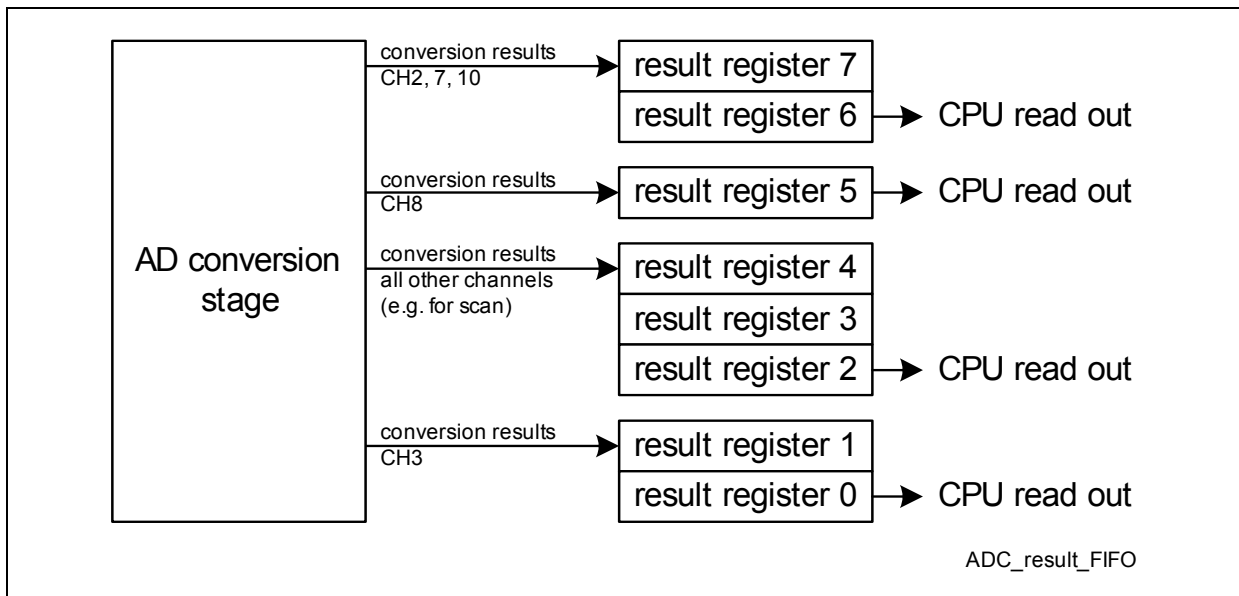 AD conversion
stage
conversion results
CH2, 7, 10
result register 7
result register 6
CPU read out
conversion results
CH8
result register 5
CPU read out
conversion results
all other channels
(e.g. for scan)
result register 4
result register 3
result register 2
CPU read out
conversion results
CH3
result register 1
result register 0
CPU read out
ADC_result_FIFO